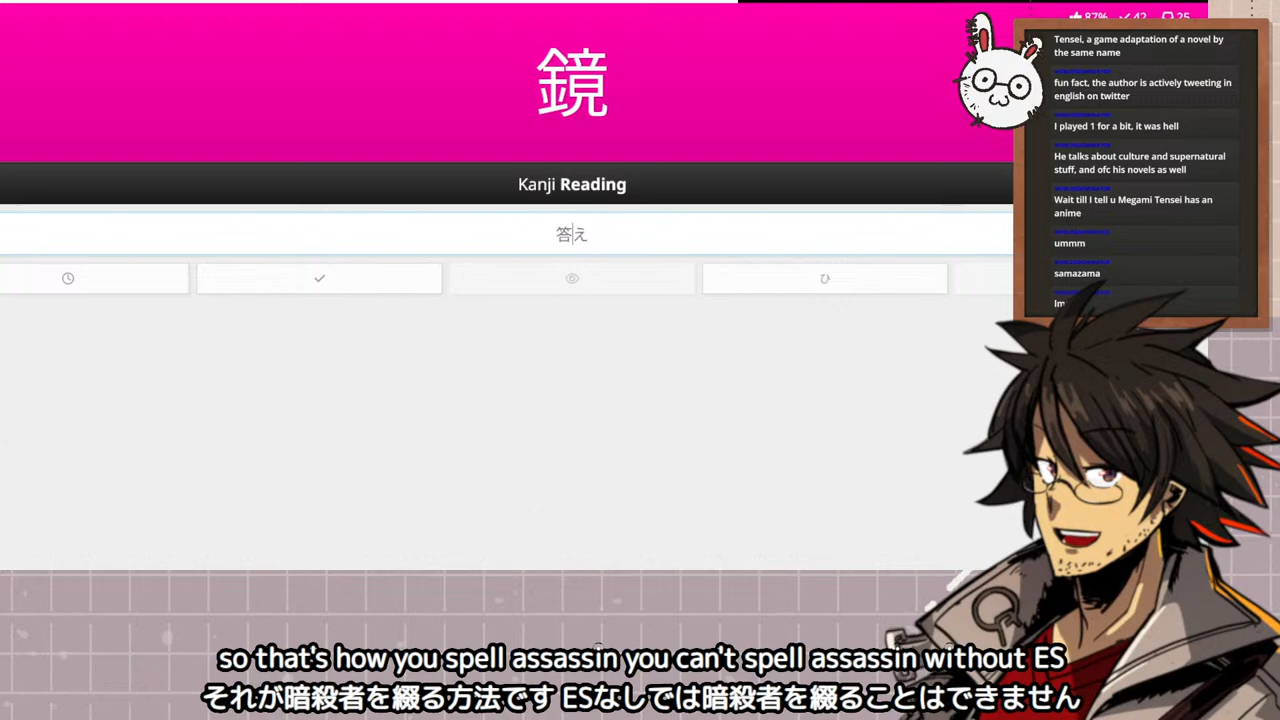 87% 42 25
鏡
Kanji Reading
答え
ひ
Tensei, a game adaptation of a novel by
the same name
fun fact, the author is actively tweeting in
english on twitter
I played 1 for a bit, it was hell
He talks about culture and supernatural
stuff, and ofc his novels as well
Wait till I tell u Megami Tensei has an
anime
ummm
samazama
so that's how you spell assassin you can't spell assassin without ES
それが暗殺者を綴る方法です ESなしでは暗殺者を綴ることはできません